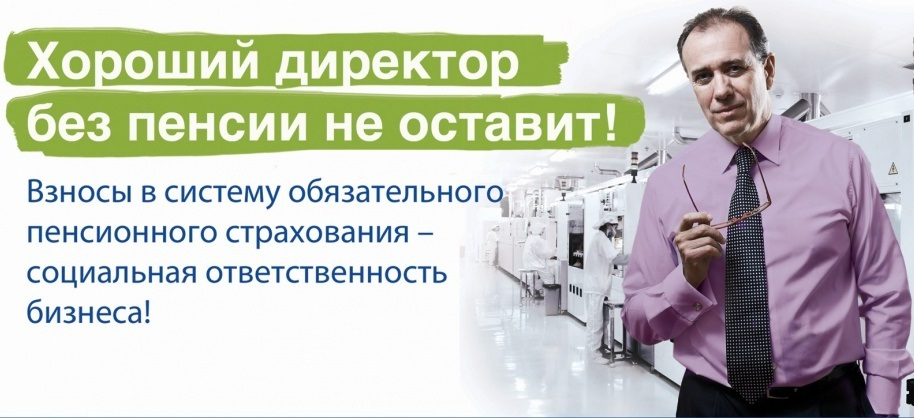 Хороший директор
без пенсии не оставит!
Взносы в систему обязательного
пенсионного страхования –
социальная ответственность
бизнеса!